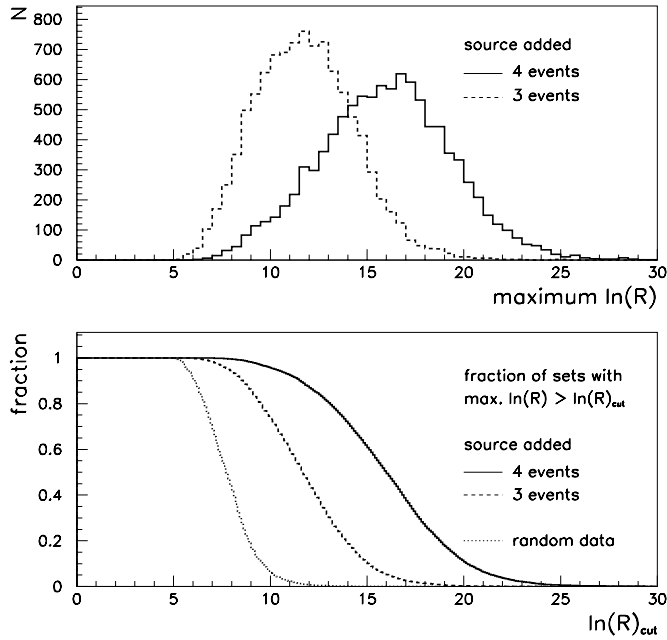 N
800
700
600
500
400
300
200
100
0
source added
4 events
3 events
0 5 10 15 20 25 30
maximum ln(R)
fraction
1
0.8
0.6
0.4
0.2
0
fraction of sets with
max. ln(R) > ln(R)cut
source added
4 events
3 events
random data
0 5 10 15 20 25 30
ln(R)cut